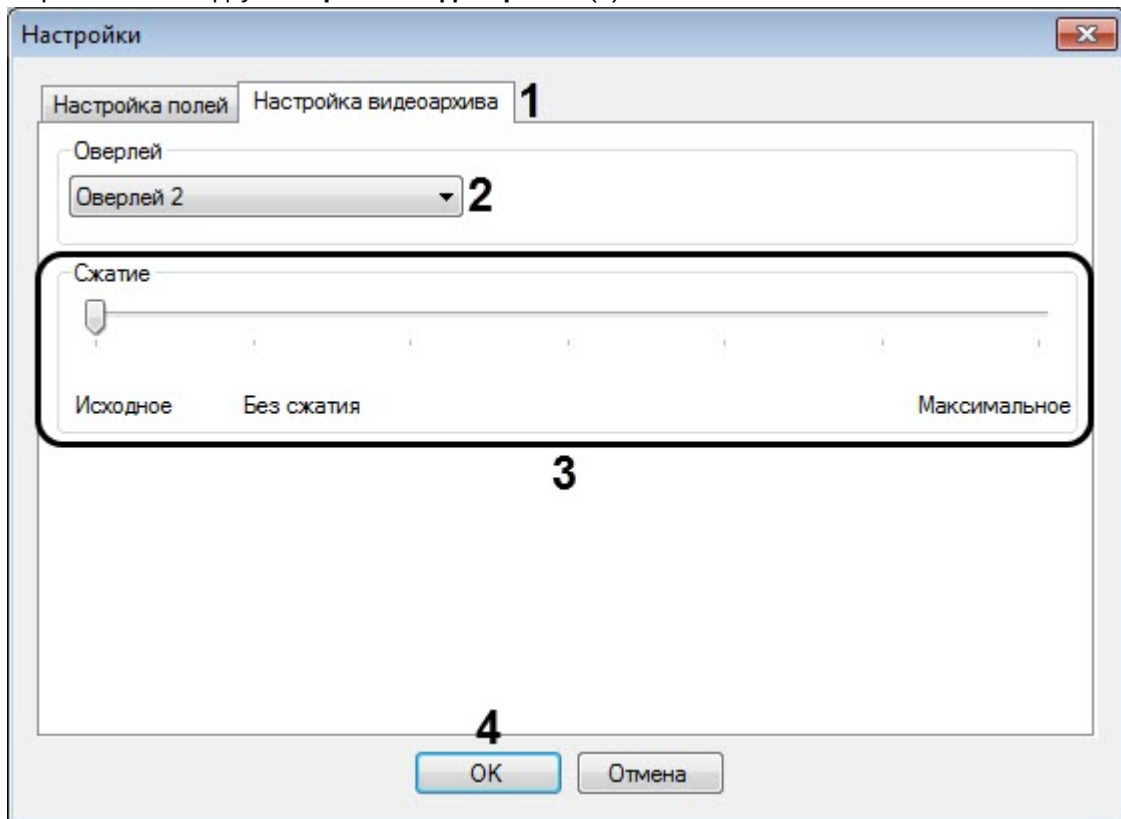 Настройки
Настройка полей Настройка видеоархива 1
Оверлей
Оверлей 2 2
Сжатие
Исходное Без сжатия Максимальное
3
4
OK Отмена